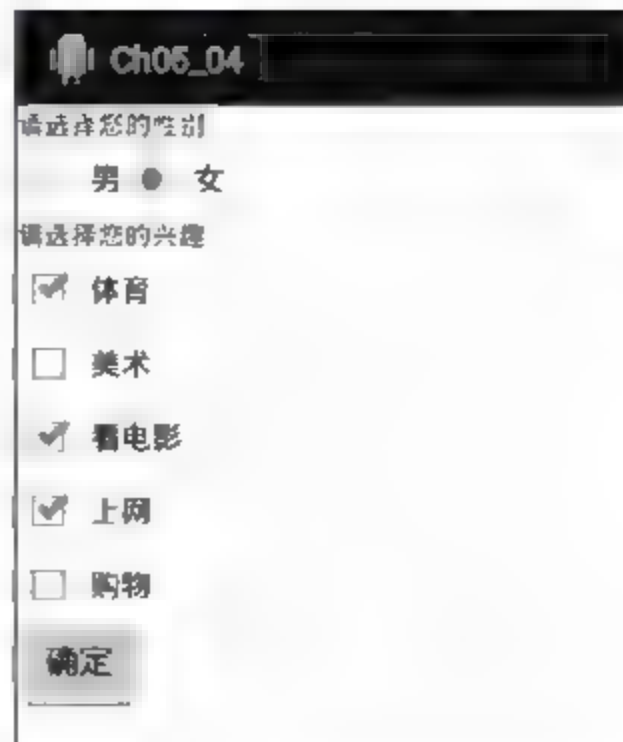 Ch05_04
请选择您的性别
男 女
请选择您的兴趣
体育
美术
看电影
上网
购物
确定